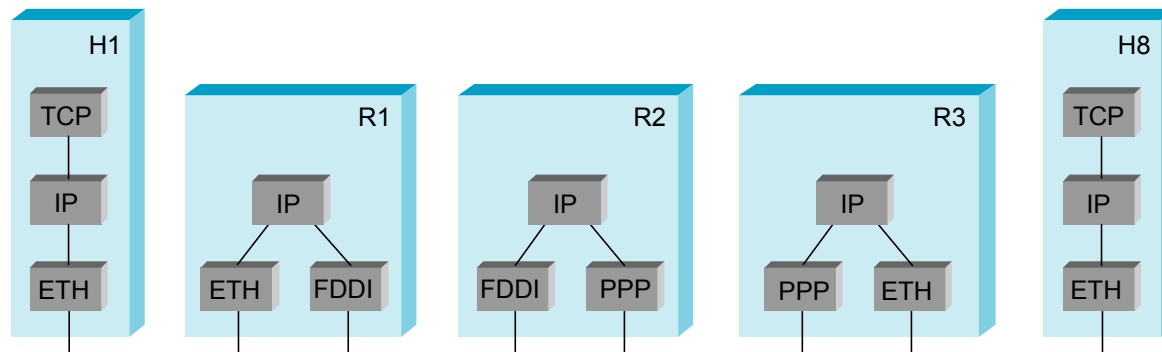 H1
TCP
IP
ETH
R1
IP
ETH FDDI
R2
IP
FDDI PPP
R3
IP
PPP ETH
H8
TCP
IP
ETH